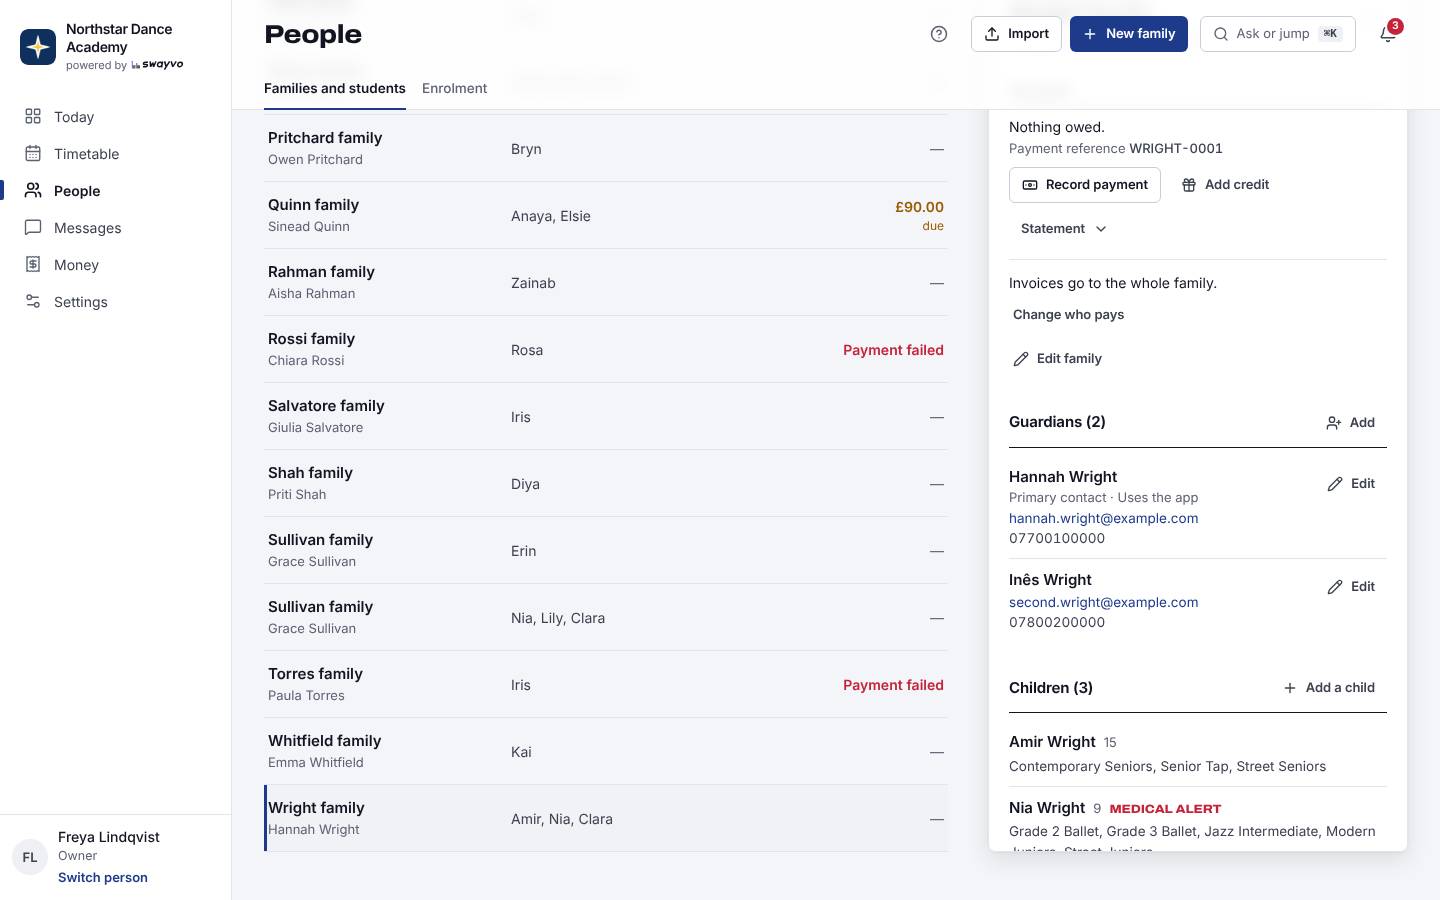 Northstar Dance
Academy
powered by swayvo
Today
Timetable
People
Messages
Money
Settings
FL
Freya Lindqvist
Owner
Switch person
People
Import
New family
Ask or jump ⌘K
3
Families and students
Enrolment
Pritchard family
Owen Pritchard
Bryn
—
Quinn family
Sinead Quinn
Anaya, Elsie
£90.00
due
Rahman family
Aisha Rahman
Zainab
—
Rossi family
Chiara Rossi
Rosa
Payment failed
Salvatore family
Giulia Salvatore
Iris
—
Shah family
Priti Shah
Diya
—
Sullivan family
Grace Sullivan
Erin
—
Sullivan family
Grace Sullivan
Nia, Lily, Clara
—
Torres family
Paula Torres
Iris
Payment failed
Whitfield family
Emma Whitfield
Kai
—
Wright family
Hannah Wright
Amir, Nia, Clara
—
Nothing owed.
Payment reference WRIGHT-0001
Record payment
Add credit
Statement
Invoices go to the whole family.
Change who pays
Edit family
Guardians (2)
Add
Hannah Wright
Edit
Primary contact · Uses the app
hannah.wright@example.com
07700100000
Inês Wright
Edit
second.wright@example.com
07800200000
Children (3)
Add a child
Amir Wright 15
Contemporary Seniors, Senior Tap, Street Seniors
Nia Wright 9 MEDICAL ALERT
Grade 2 Ballet, Grade 3 Ballet, Jazz Intermediate, Modern
Juniors, Street Juniors